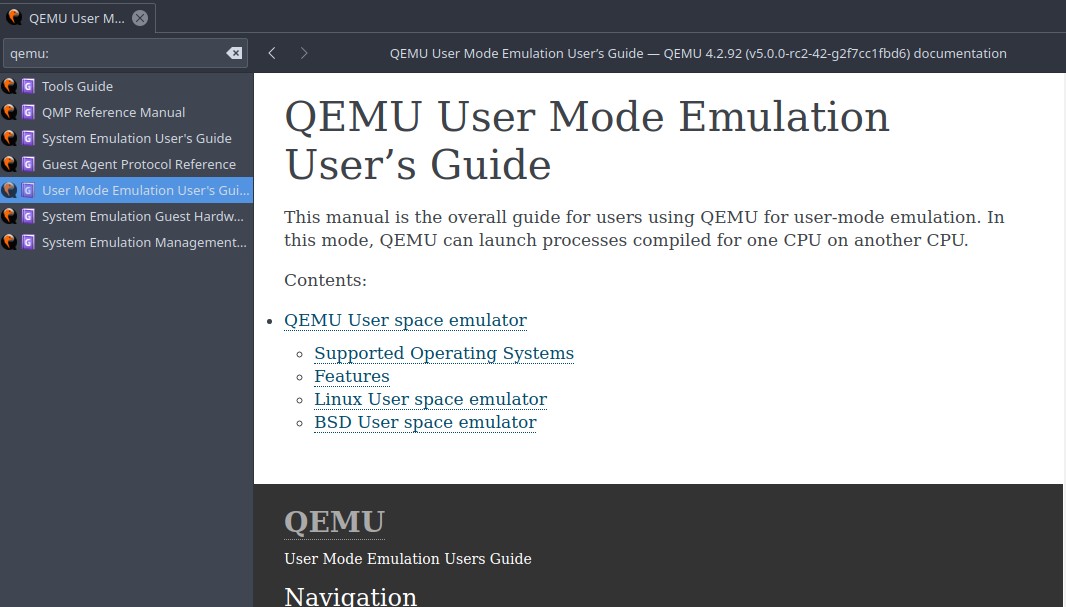 QEMU User M...
qemu:
QEMU User Mode Emulation User’s Guide — QEMU 4.2.92 (v5.0.0-rc2-42-g2f7cc1fbd6) documentation
G Tools Guide
G QMP Reference Manual
G System Emulation User's Guide
G Guest Agent Protocol Reference
G User Mode Emulation User's Gui...
G System Emulation Guest Hardw...
G System Emulation Management...
QEMU User Mode Emulation
User’s Guide
This manual is the overall guide for users using QEMU for user-mode emulation. In
this mode, QEMU can launch processes compiled for one CPU on another CPU.
Contents:
• QEMU User space emulator
◦ Supported Operating Systems
◦ Features
◦ Linux User space emulator
◦ BSD User space emulator
QEMU
User Mode Emulation Users Guide
Navigation